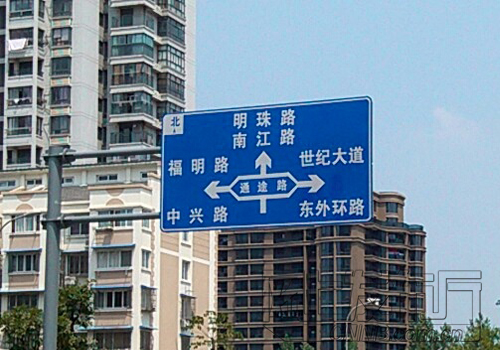 北
明珠路
南江路
福明路
世纪大道
通途路
中兴路
东外环路